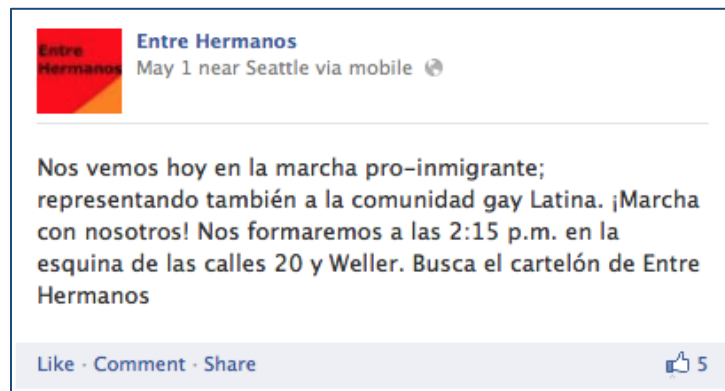 Entre
Hermanos
Entre Hermanos
May 1 near Seattle via mobile
Nos vemos hoy en la marcha pro-inmigrante;
representando también a la comunidad gay Latina. ¡Marcha
con nosotros! Nos formaremos a las 2:15 p.m. en la
esquina de las calles 20 y Weller. Busca el cartelón de Entre
Hermanos
Like · Comment · Share 5